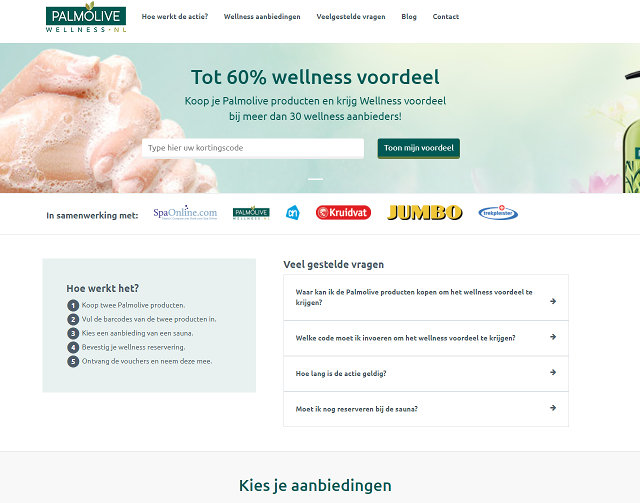 PALMOLIVE
WELLNESS·NL
Hoe werkt de actie?
Wellness aanbiedingen
Veelgestelde vragen
Blog
Contact
Tot 60% wellness voordeel
Koop je Palmolive producten en krijg Wellness voordeel
bij meer dan 30 wellness aanbieders!
Type hier uw kortingscode
Toon mijn voordeel
In samenwerking met:
SpaOnline.com
PALMOLIVE
WELLNESS·NL
Kruidvat
JUMBO
trekpleister
Hoe werkt het?
1 Koop twee Palmolive producten.
2 Vul de barcodes van de twee producten in.
3 Kies een aanbieding van een sauna.
4 Bevestig je wellness reservering.
5 Ontvang de vouchers en neem deze mee.
Veel gestelde vragen
Waar kan ik de Palmolive producten kopen om het wellness voordeel te
krijgen?
Welke code moet ik invoeren om het wellness voordeel te krijgen?
Hoe lang is de actie geldig?
Moet ik nog reserveren bij de sauna?
Kies je aanbiedingen